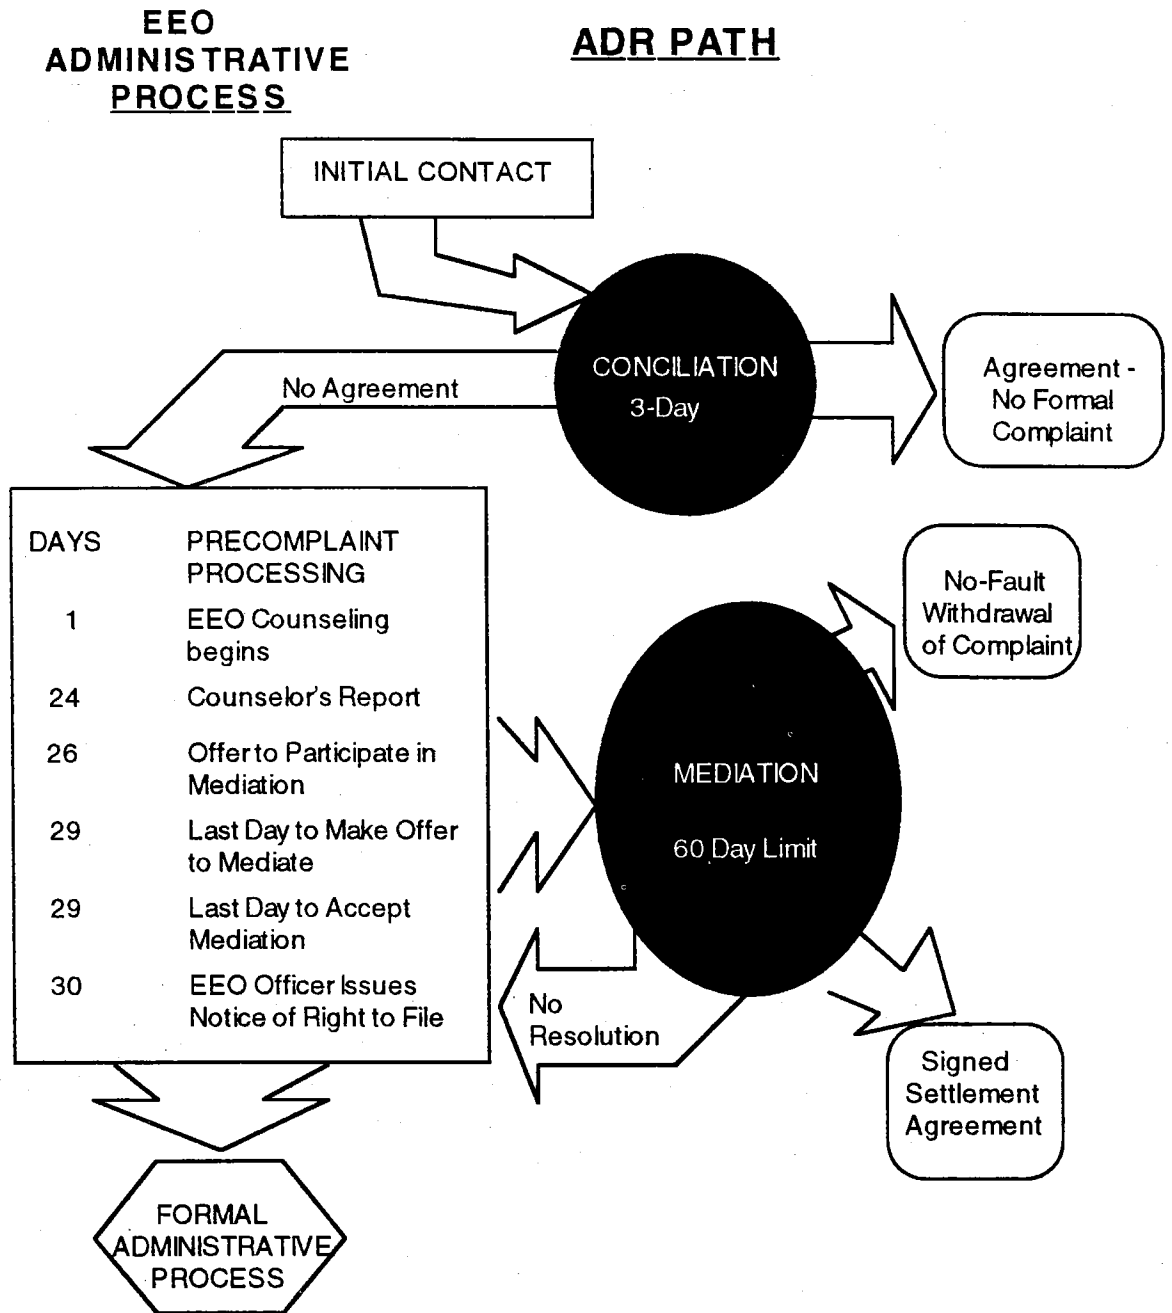 EEO
ADMINISTRATIVE
PROCESS
ADR PATH
INITIAL CONTACT
CONCILIATION
3-Day
Agreement -
No Formal
Complaint
No Agreement
DAYS PRECOMPLAINT
PROCESSING
1 EEO Counseling
begins
24 Counselor's Report
26 Offer to Participate in
Mediation
29 Last Day to Make Offer
to Mediate
29 Last Day to Accept
Mediation
30 EEO Officer Issues
Notice of Right to File
No-Fault
Withdrawal
of Complaint
MEDIATION
60 Day Limit
No
Resolution
Signed
Settlement
Agreement
FORMAL
ADMINISTRATIVE
PROCESS